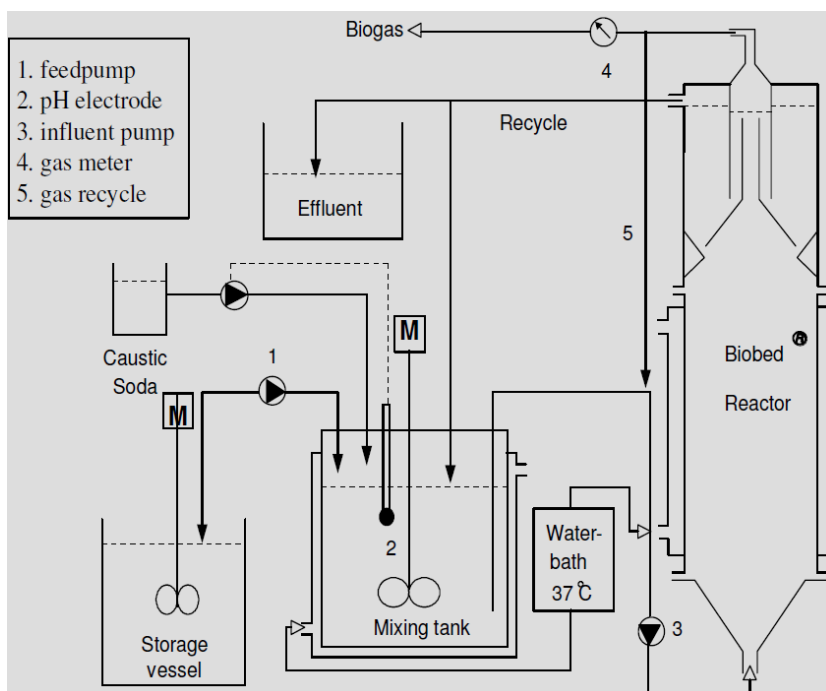 1. feedpump
2. pH electrode
3. influent pump
4. gas meter
5. gas recycle
Biogas
4
Recycle
Effluent
5
Caustic
Soda
M
1
M
Biobed ®
Reactor
2
Water-
bath
37°C
Mixing tank
3
Storage
vessel